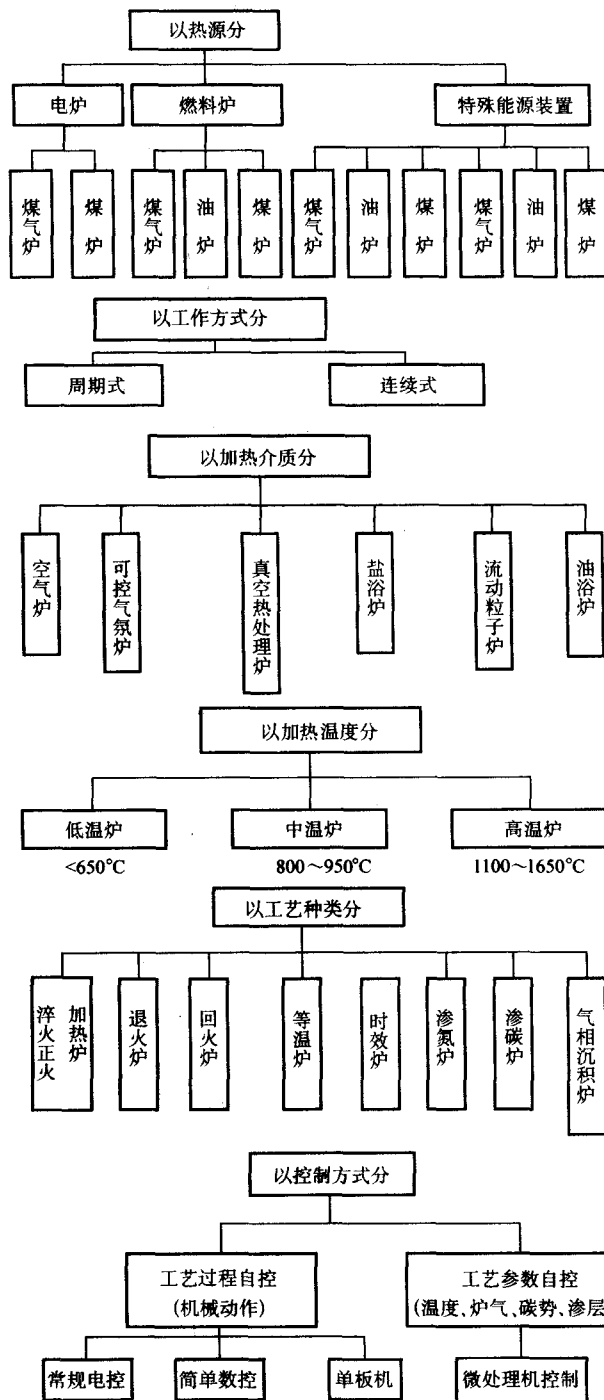 以热源分
电炉 燃料炉 特殊能源装置
煤气炉 煤炉 煤气炉 油炉 煤炉 煤气炉 油炉 煤炉 煤气炉 油炉 煤炉
以工作方式分
周期式 连续式
以加热介质分
空气炉 可控气氛炉 真空热处理炉 盐浴炉 流动粒子炉 油浴炉
以加热温度分
低温炉 中温炉 高温炉
<650°C 800～950°C 1100～1650°C
以工艺种类分
淬火正火加热炉 退火炉 回火炉 等温炉 时效炉 渗氮炉 渗碳炉 气相沉积炉
以控制方式分
工艺过程自控 工艺参数自控
(机械动作) (温度、炉气、碳势、渗层
常规电控 简单数控 单板机 微处理机控制